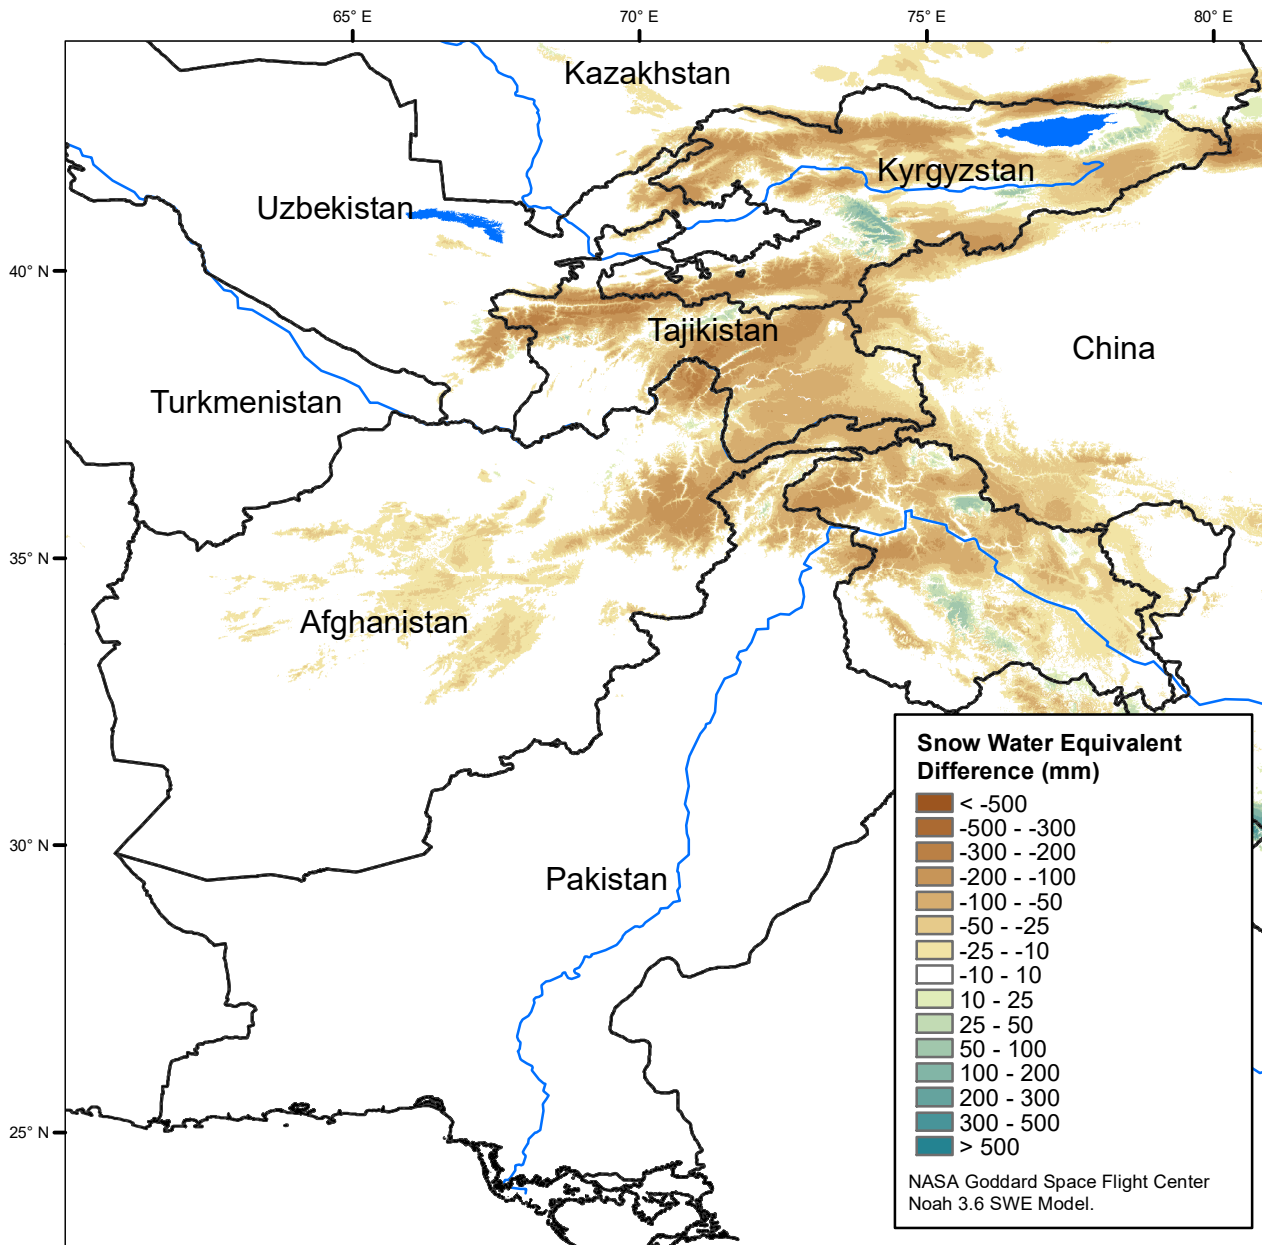 65° E
70° E
75° E
80° E
Kazakhstan
Kyrgyzstan
Uzbekistan
40° N
Tajikistan
China
Turkmenistan
35° N
Afghanistan
Snow Water Equivalent
Difference (mm)
< -500
-500 - -300
-300 - -200
-200 - -100
-100 - -50
-50 - -25
-25 - -10
-10 - 10
10 - 25
25 - 50
50 - 100
100 - 200
200 - 300
300 - 500
> 500
NASA Goddard Space Flight Center
Noah 3.6 SWE Model.
30° N
Pakistan
25° N